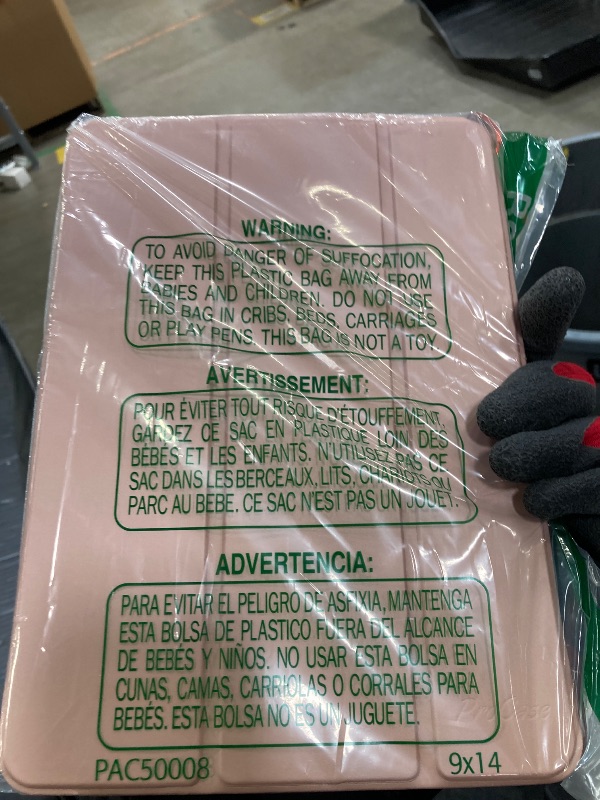 WARNING:
TO AVOID DANGER OF SUFFOCATION,
KEEP THIS PLASTIC BAG AWAY FROM
BABIES AND CHILDREN. DO NOT USE
THIS BAG IN CRIBS, BEDS, CARRIAGES
OR PLAY PENS. THIS BAG IS NOT A TOY
AVERTISSEMENT:
POUR ÉVITER TOUT RISQUE D'ÉTOUFFEMENT,
GARDEZ CE SAC EN PLASTIQUE LOIN DES
BÉBÉS ET LES ENFANTS. N'UTILISEZ PAS CE
SAC DANS LES BERCEAUX, LITS, CHARIOTS OU
PARC AU BEBE. CE SAC N'EST PAS UN JOUET.
ADVERTENCIA:
PARA EVITAR EL PELIGRO DE ASFIXIA, MANTENGA
ESTA BOLSA DE PLASTICO FUERA DEL ALCANCE
DE BEBÉS Y NIÑOS. NO USAR ESTA BOLSA EN
CUNAS, CAMAS, CARRIOLAS O CORRALES PARA
BEBÉS. ESTA BOLSA NO ES UN JUGUETE.
ProCase
PAC50008 9x14